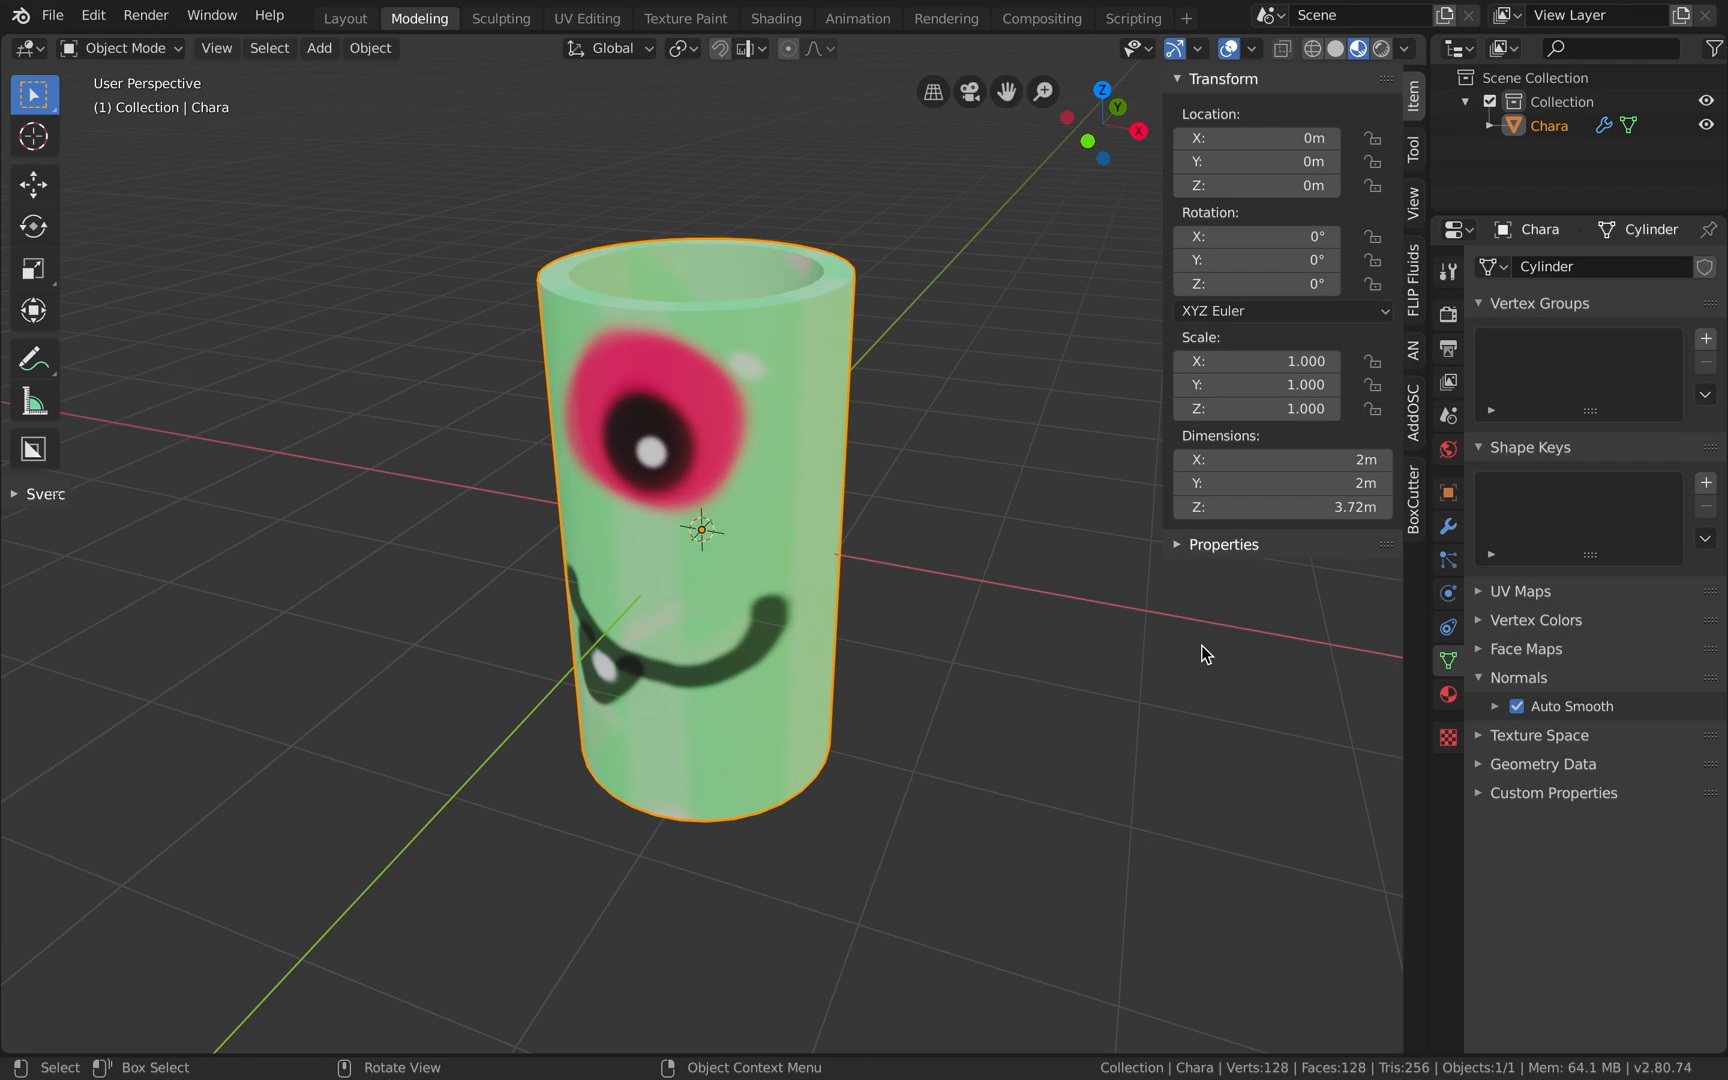 File Edit Render Window Help Layout Modeling Sculpting UV Editing Texture Paint Shading Animation Rendering Compositing Scripting + Scene View Layer
Object Mode View Select Add Object Global
User Perspective
(1) Collection | Chara
Sverc
Z
Y
X
Transform
Location:
X: 0m
Y: 0m
Z: 0m
Rotation:
X: 0°
Y: 0°
Z: 0°
XYZ Euler
Scale:
X: 1.000
Y: 1.000
Z: 1.000
Dimensions:
X: 2m
Y: 2m
Z: 3.72m
Properties
Item
Tool
View
FLIP Fluids
AN
AddOSC
BoxCutter
Scene Collection
Collection
Chara
Chara Cylinder
Cylinder
Vertex Groups
Shape Keys
UV Maps
Vertex Colors
Face Maps
Normals
Auto Smooth
Texture Space
Geometry Data
Custom Properties
Select Box Select Rotate View Object Context Menu Collection | Chara | Verts:128 | Faces:128 | Tris:256 | Objects:1/1 | Mem: 64.1 MB | v2.80.74